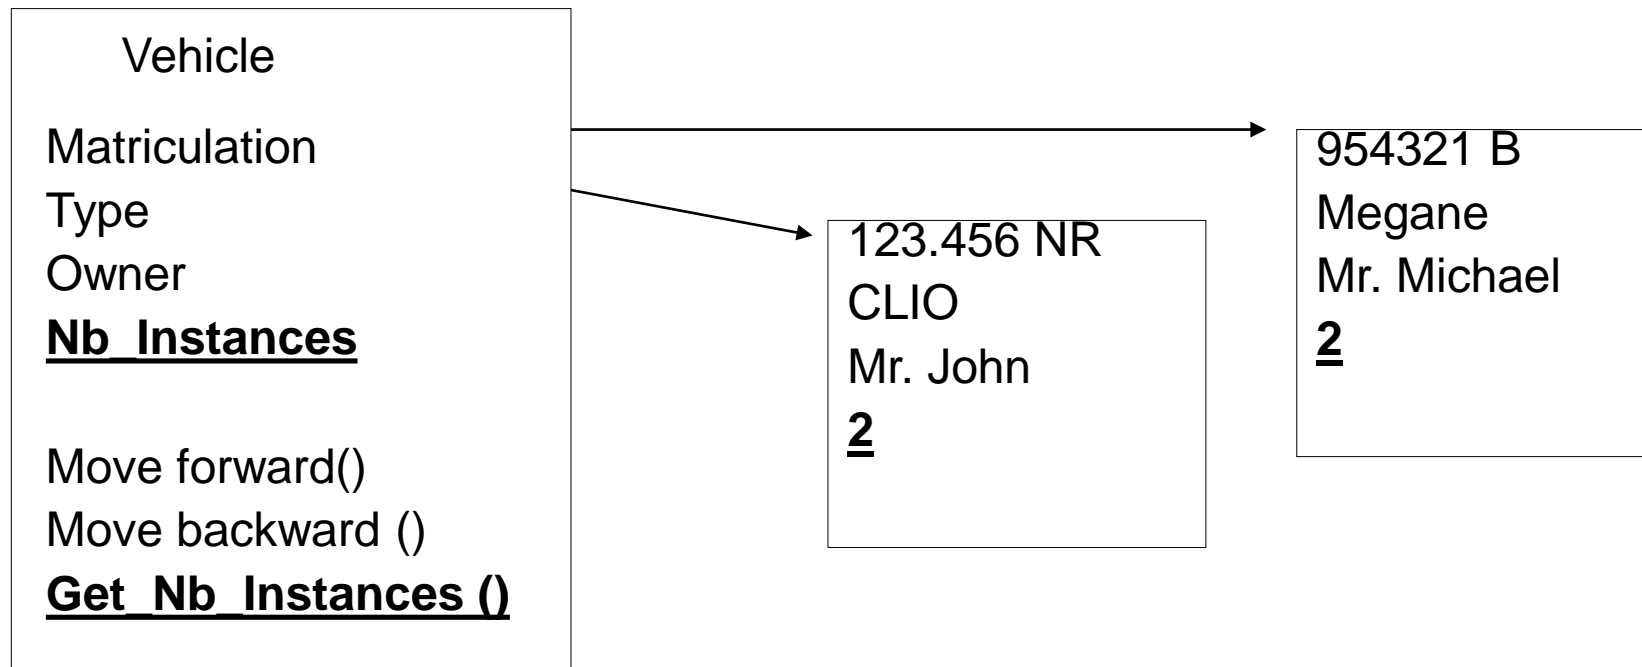 Vehicle
Matriculation
Type
Owner
Nb_Instances
Move forward()
Move backward ()
Get_Nb_Instances ()
123.456 NR
CLIO
Mr. John
2
954321 B
Megane
Mr. Michael
2